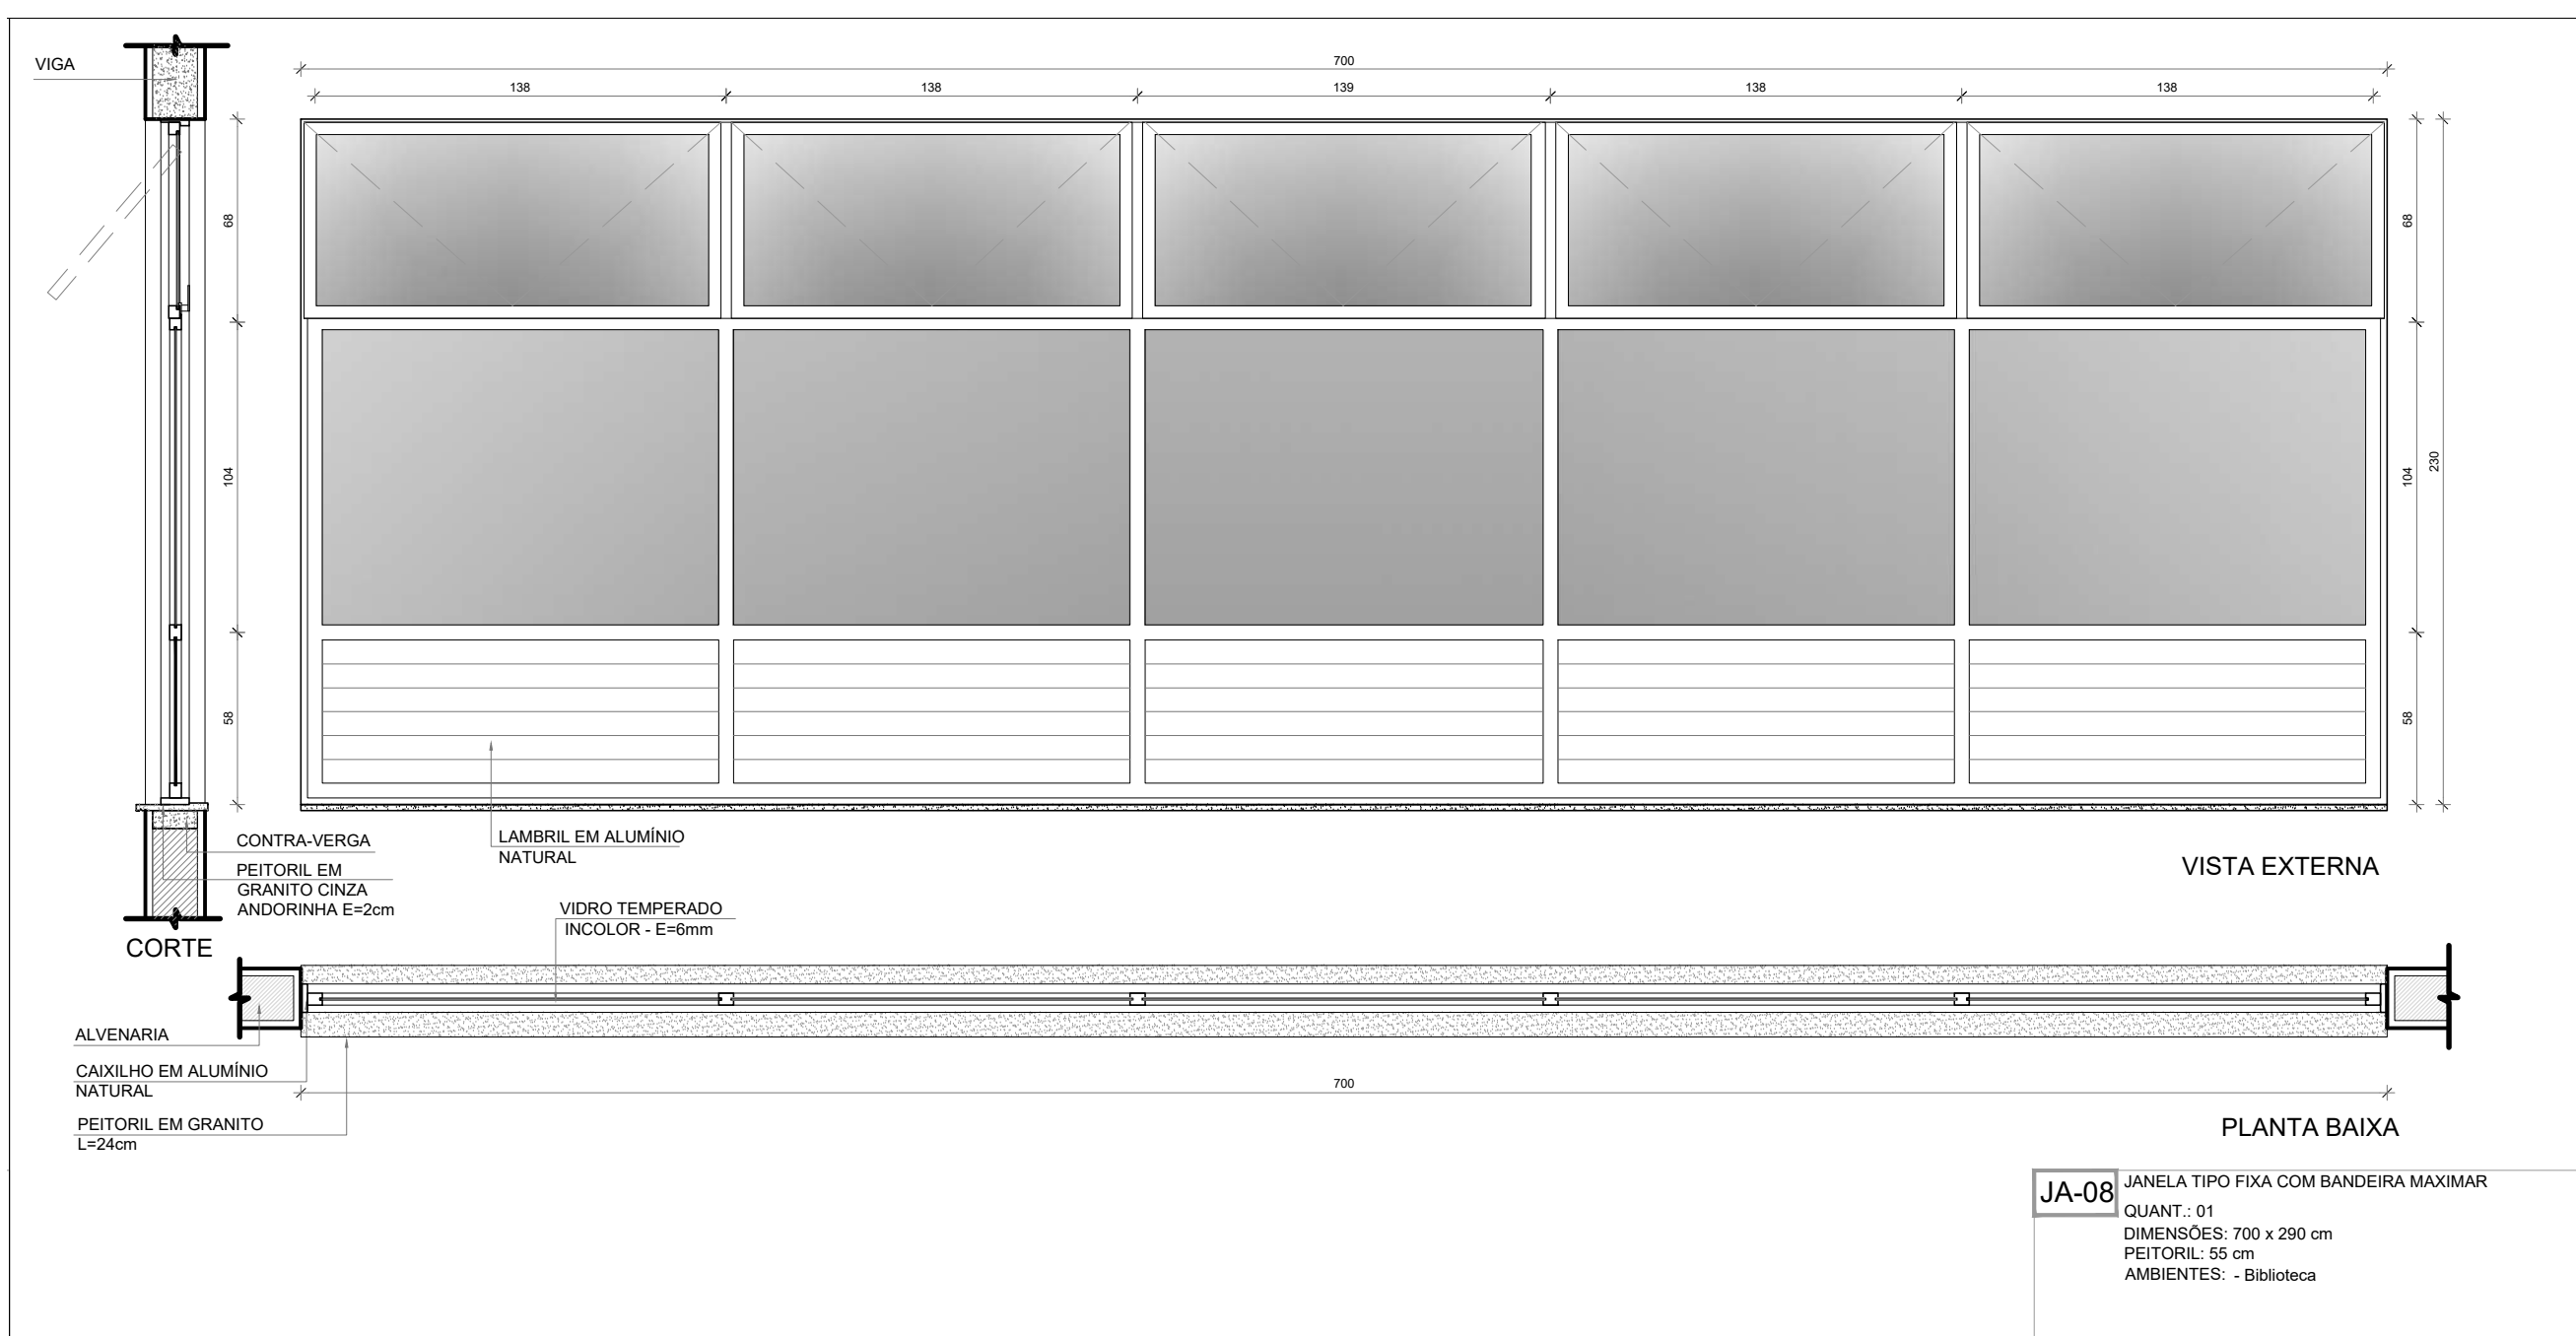 VIGA
700
138
138
139
138
138
68
104
58
68
104
58
230
CONTRA-VERGA
PEITORIL EM
GRANITO CINZA
ANDORINHA E=2cm
CORTE
LAMBRIL EM ALUMÍNIO
NATURAL
VISTA EXTERNA
VIDRO TEMPERADO
INCOLOR - E=6mm
ALVENARIA
CAIXILHO EM ALUMÍNIO
NATURAL
PEITORIL EM GRANITO
L=24cm
700
PLANTA BAIXA
JA-08
JANELA TIPO FIXA COM BANDEIRA MAXIMAR
QUANT.: 01
DIMENSÕES: 700 x 290 cm
PEITORIL: 55 cm
AMBIENTES: - Biblioteca